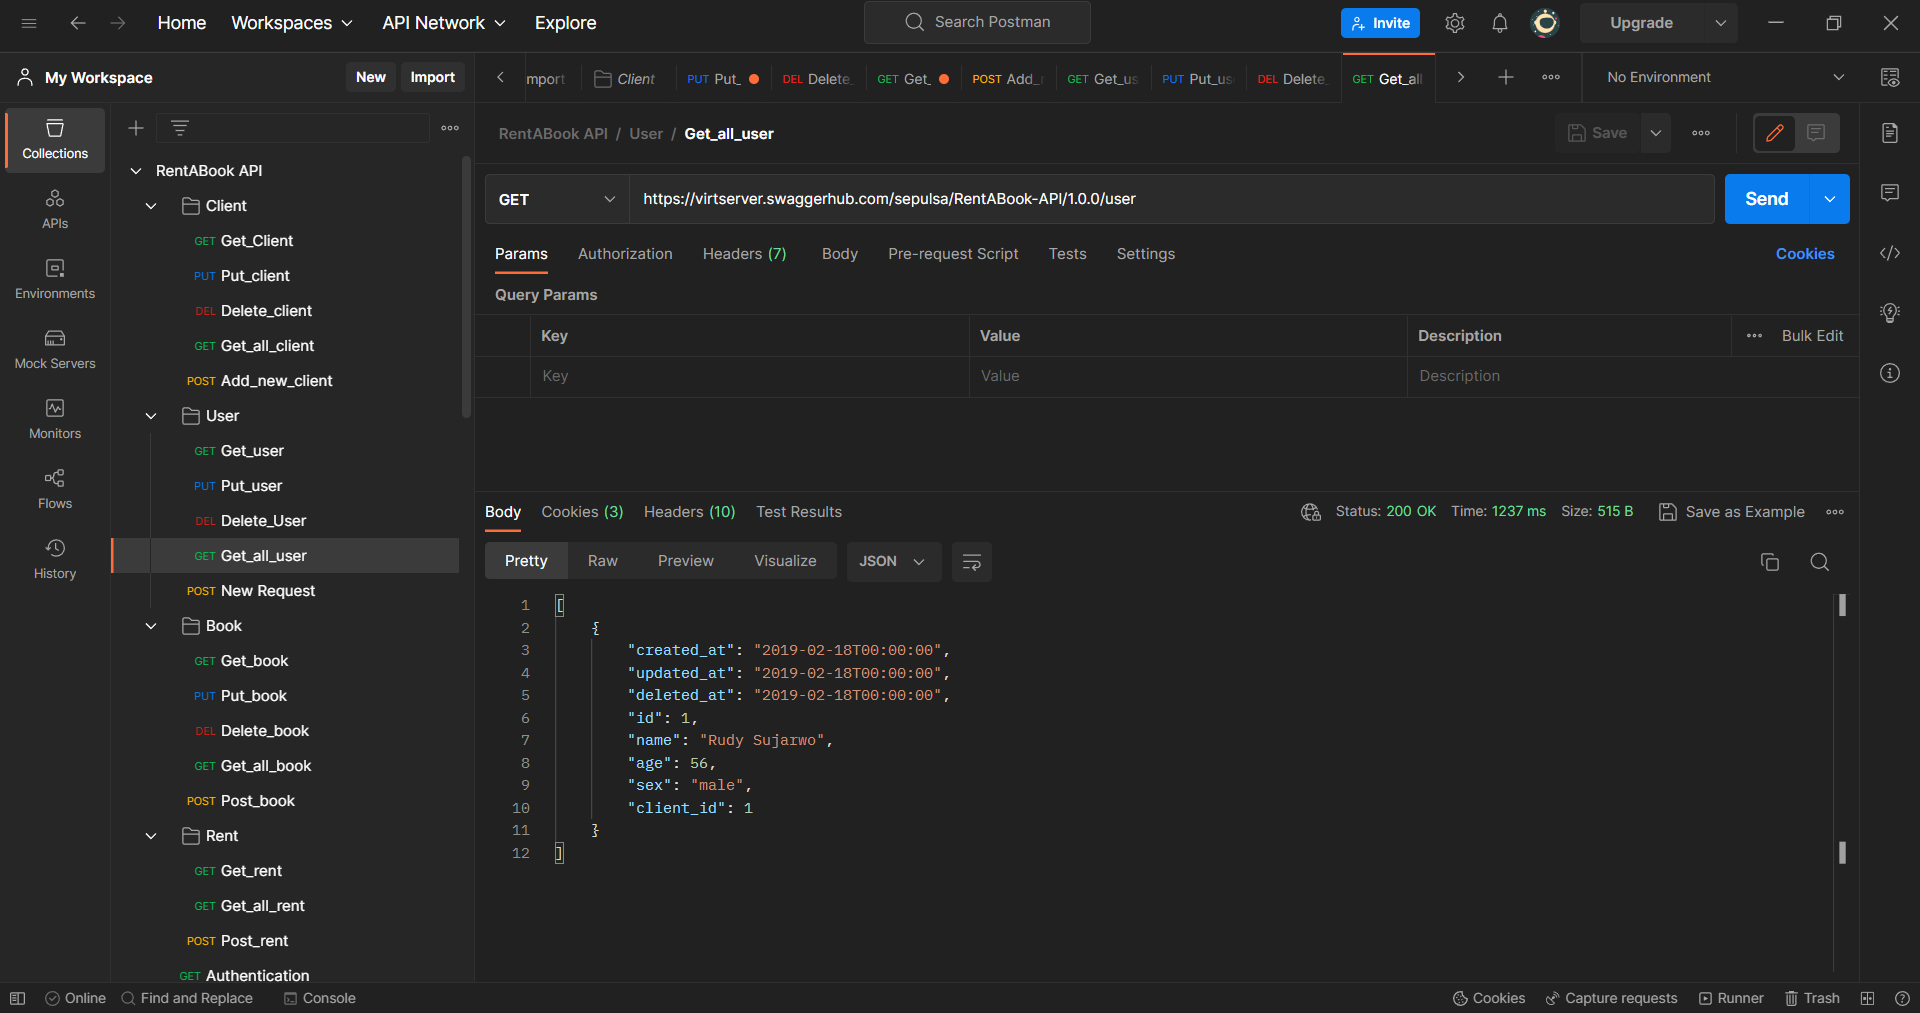 Home
Workspaces
API Network
Explore
Search Postman
Invite
Upgrade
My Workspace
New
Import
mport
Client
PUT Put_
DEL Delete_
GET Get_
POST Add_
GET Get_us
PUT Put_us
DEL Delete_
GET Get_all
No Environment
Collections
APIs
Environments
Mock Servers
Monitors
Flows
History
RentABook API
Client
GET Get_Client
PUT Put_client
DEL Delete_client
GET Get_all_client
POST Add_new_client
User
GET Get_user
PUT Put_user
DEL Delete_User
GET Get_all_user
POST New Request
Book
GET Get_book
PUT Put_book
DEL Delete_book
GET Get_all_book
POST Post_book
Rent
GET Get_rent
GET Get_all_rent
POST Post_rent
GET Authentication
RentABook API / User / Get_all_user
Save
GET
https://virtserver.swaggerhub.com/sepulsa/RentABook-API/1.0.0/user
Send
Params
Authorization
Headers (7)
Body
Pre-request Script
Tests
Settings
Cookies
Query Params
Key
Value
Description
Bulk Edit
Key
Value
Description
Body
Cookies (3)
Headers (10)
Test Results
Status: 200 OK
Time: 1237 ms
Size: 515 B
Save as Example
Pretty
Raw
Preview
Visualize
JSON
1 [
2 {
3 "created_at": "2019-02-18T00:00:00",
4 "updated_at": "2019-02-18T00:00:00",
5 "deleted_at": "2019-02-18T00:00:00",
6 "id": 1,
7 "name": "Rudy Sujarwo",
8 "age": 56,
9 "sex": "male",
10 "client_id": 1
11 }
12 ]
Online
Find and Replace
Console
Cookies
Capture requests
Runner
Trash